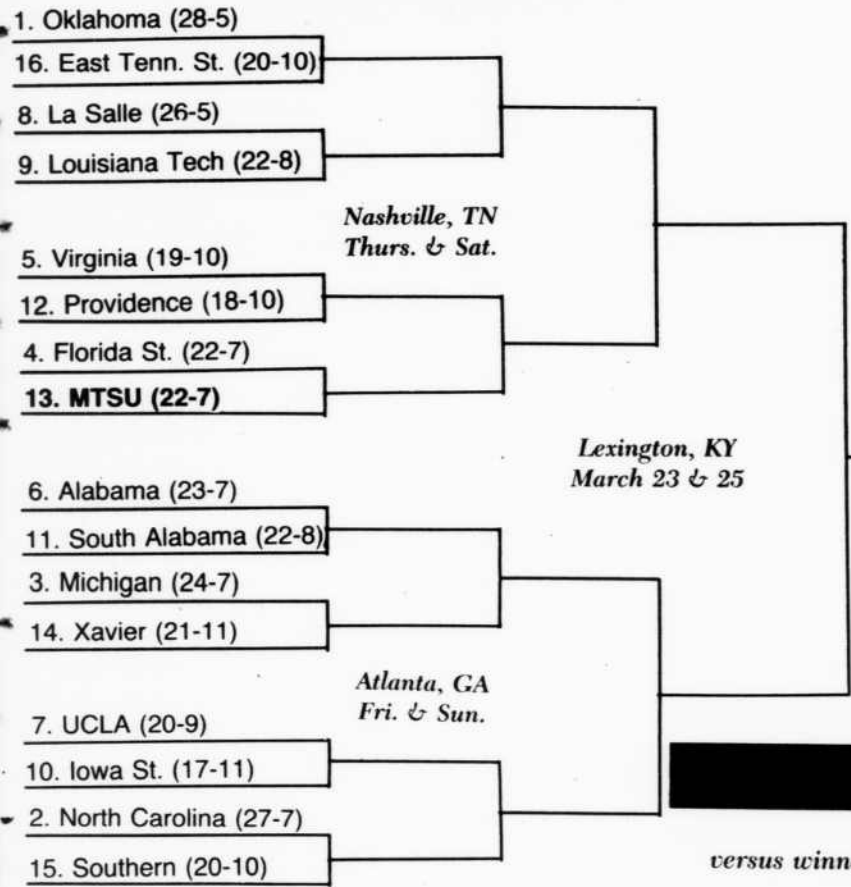 1. Oklahoma (28-5)
16. East Tenn. St. (20-10)
8. La Salle (26-5)
9. Louisiana Tech (22-8)
Nashville, TN
Thurs. & Sat.
5. Virginia (19-10)
12. Providence (18-10)
4. Florida St. (22-7)
13. MTSU (22-7)
Lexington, KY
March 23 & 25
6. Alabama (23-7)
11. South Alabama (22-8)
3. Michigan (24-7)
14. Xavier (21-11)
Atlanta, GA
Fri. & Sun.
7. UCLA (20-9)
10. Iowa St. (17-11)
2. North Carolina (27-7)
15. Southern (20-10)
versus winn